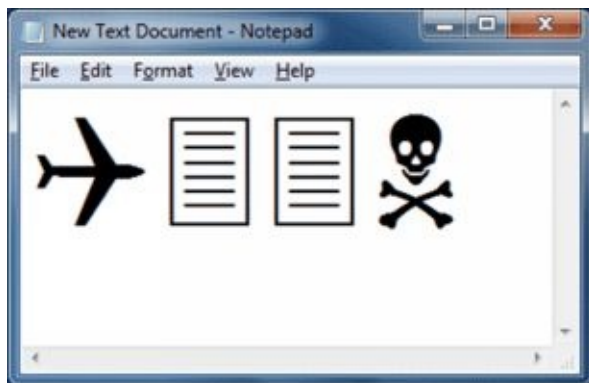 New Text Document - Notepad
File Edit Format View Help
✈🗏🗏☠